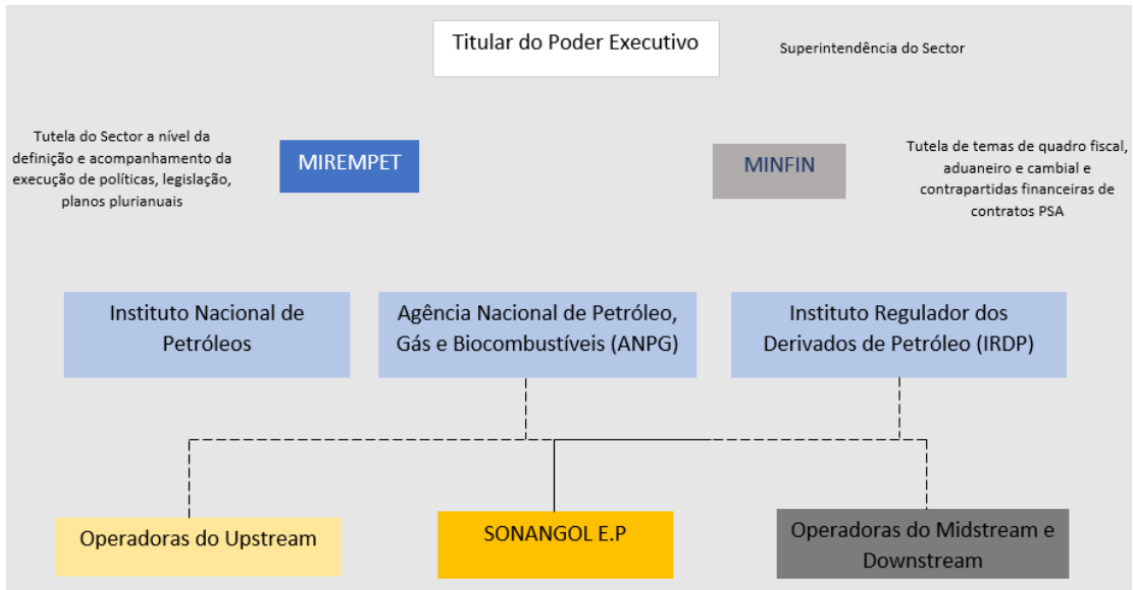 Titular do Poder Executivo
Superintendência do Sector
Tutela do Sector a nível da
definição e acompanhamento da
execução de políticas, legislação,
planos plurianuais
MIREMPET
MINFIN
Tutela de temas de quadro fiscal,
aduaneiro e cambial e
contrapartidas financeiras de
contratos PSA
Instituto Nacional de
Petróleos
Agência Nacional de Petróleo,
Gás e Biocombustíveis (ANPG)
Instituto Regulador dos
Derivados de Petróleo (IRDP)
Operadoras do Upstream
SONANGOL E.P
Operadoras do Midstream e
Downstream